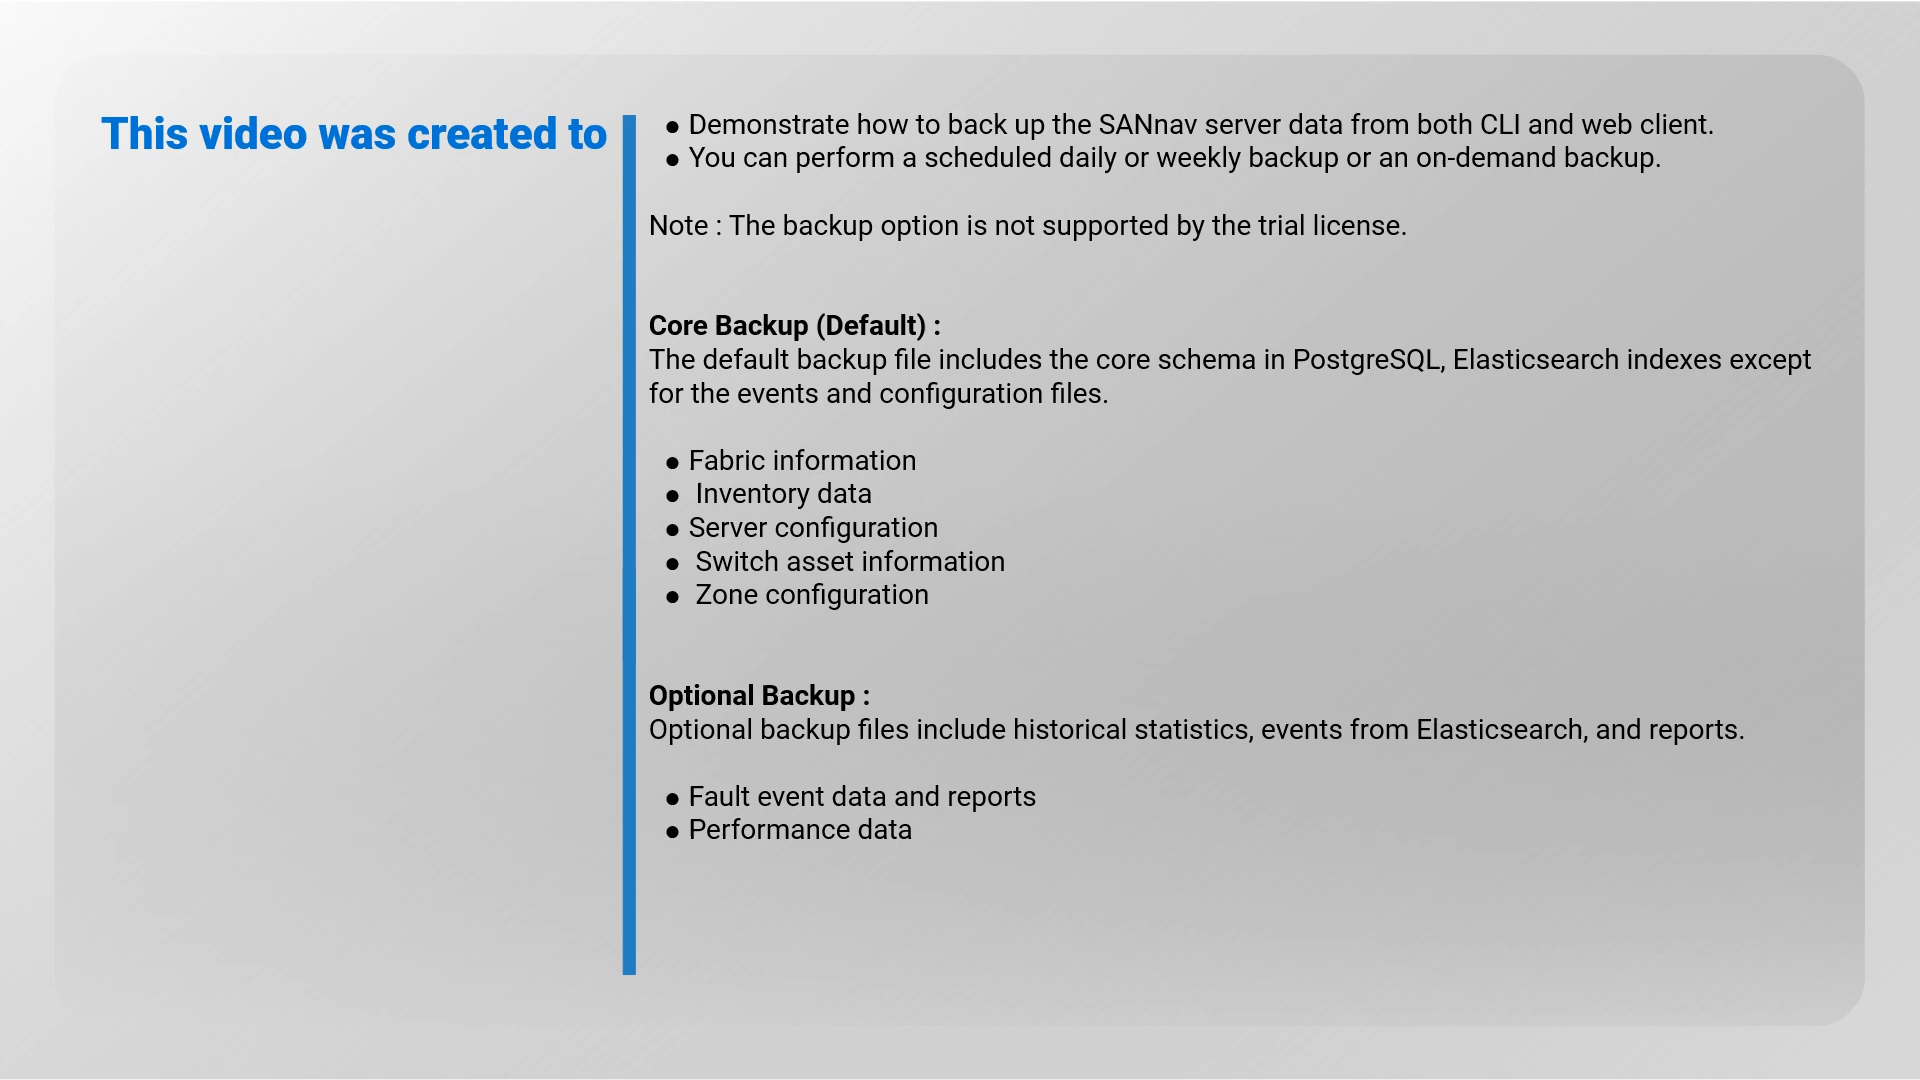 This video was created to
● Demonstrate how to back up the SANnav server data from both CLI and web client.
● You can perform a scheduled daily or weekly backup or an on-demand backup.
Note : The backup option is not supported by the trial license.
Core Backup (Default) :
The default backup file includes the core schema in PostgreSQL, Elasticsearch indexes except
for the events and configuration files.
● Fabric information
● Inventory data
● Server configuration
● Switch asset information
● Zone configuration
Optional Backup :
Optional backup files include historical statistics, events from Elasticsearch, and reports.
● Fault event data and reports
● Performance data